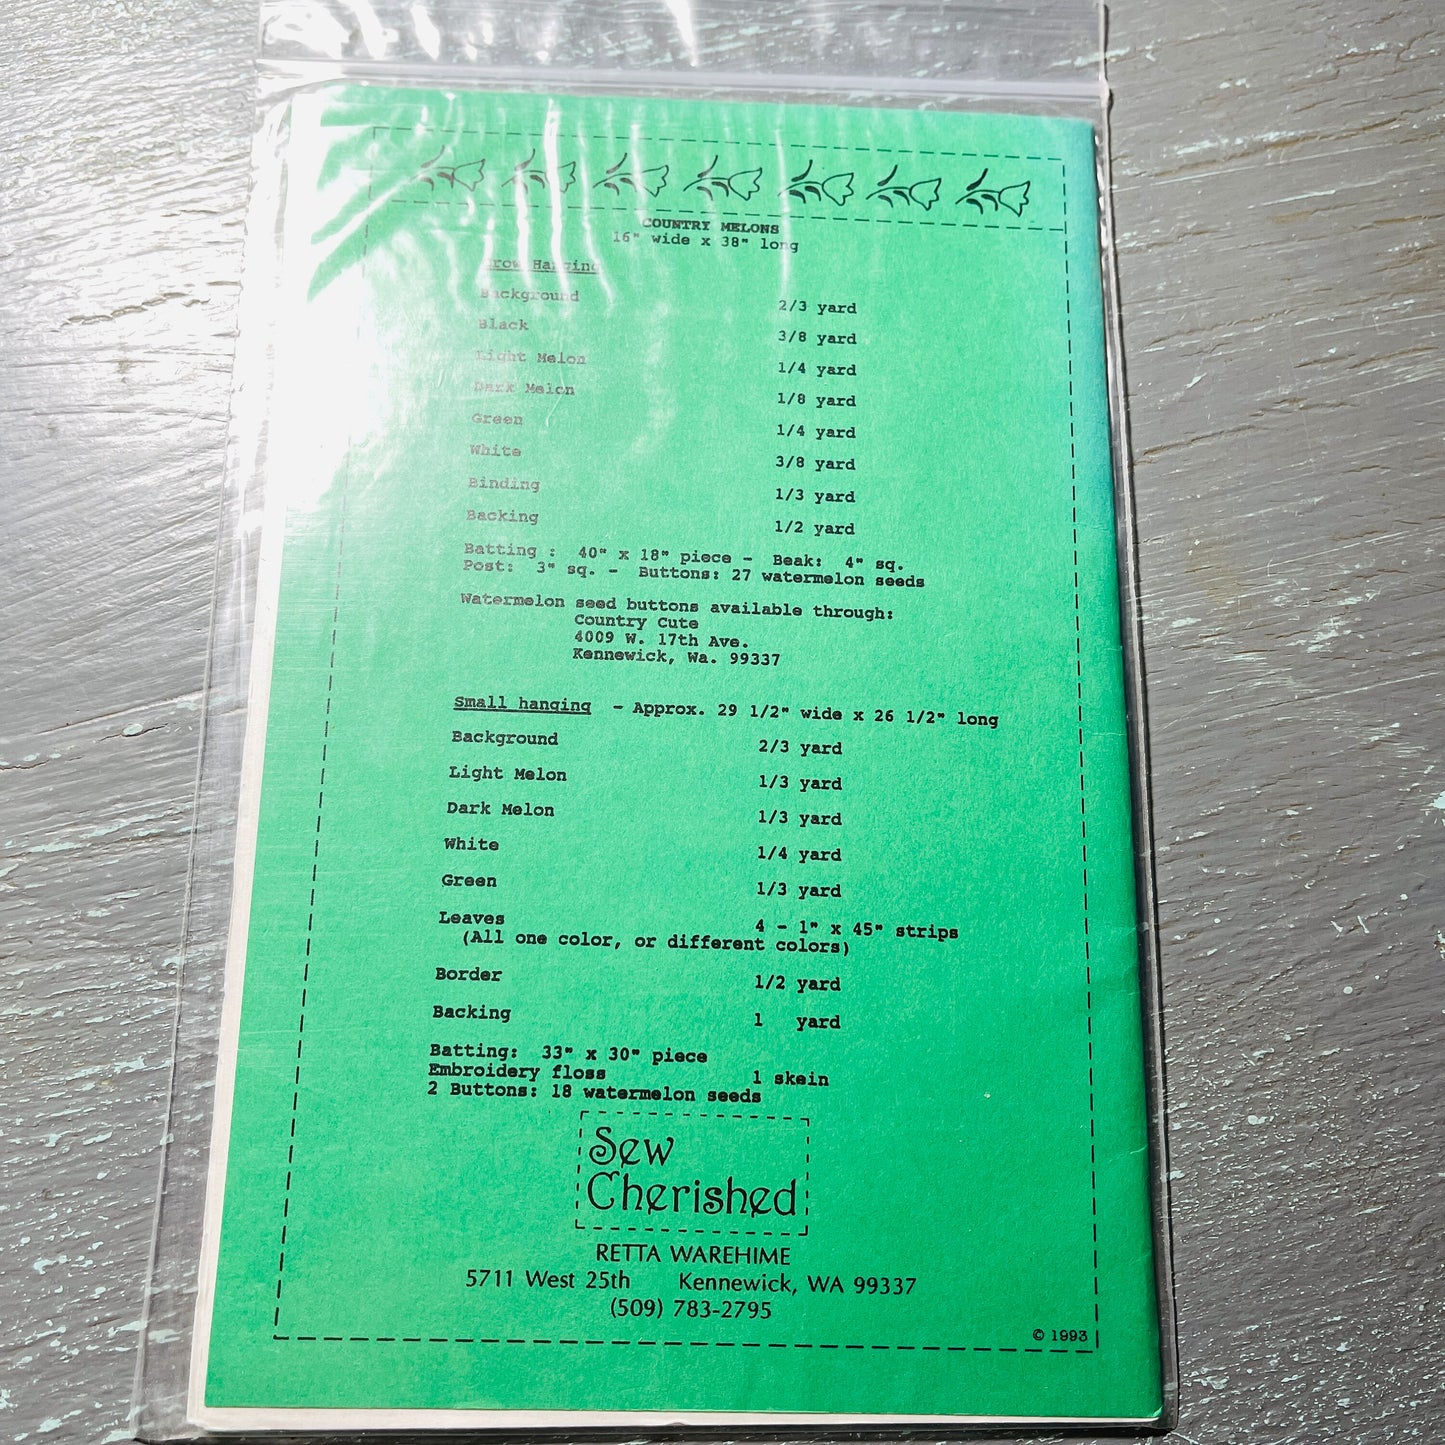 COUNTRY MELONS
16" wide x 38" long
Crow Hanging
Background 2/3 yard
Black 3/8 yard
Light Melon 1/4 yard
Dark Melon 1/8 yard
Green 1/4 yard
White 3/8 yard
Binding 1/3 yard
Backing 1/2 yard
Batting : 40" x 18" piece - Beak: 4" sq.
Post: 3" sq. - Buttons: 27 watermelon seeds
Watermelon seed buttons available through:
Country Cute
4009 W. 17th Ave.
Kennewick, Wa. 99337
Small hanging - Approx. 29 1/2" wide x 26 1/2" long
Background 2/3 yard
Light Melon 1/3 yard
Dark Melon 1/3 yard
White 1/4 yard
Green 1/3 yard
Leaves 4 - 1" x 45" strips
(All one color, or different colors)
Border 1/2 yard
Backing 1 yard
Batting: 33" x 30" piece
Embroidery floss 1 skein
2 Buttons: 18 watermelon seeds
Sew
Cherished
RETTA WAREHIME
5711 West 25th Kennewick, WA 99337
(509) 783-2795
© 1993